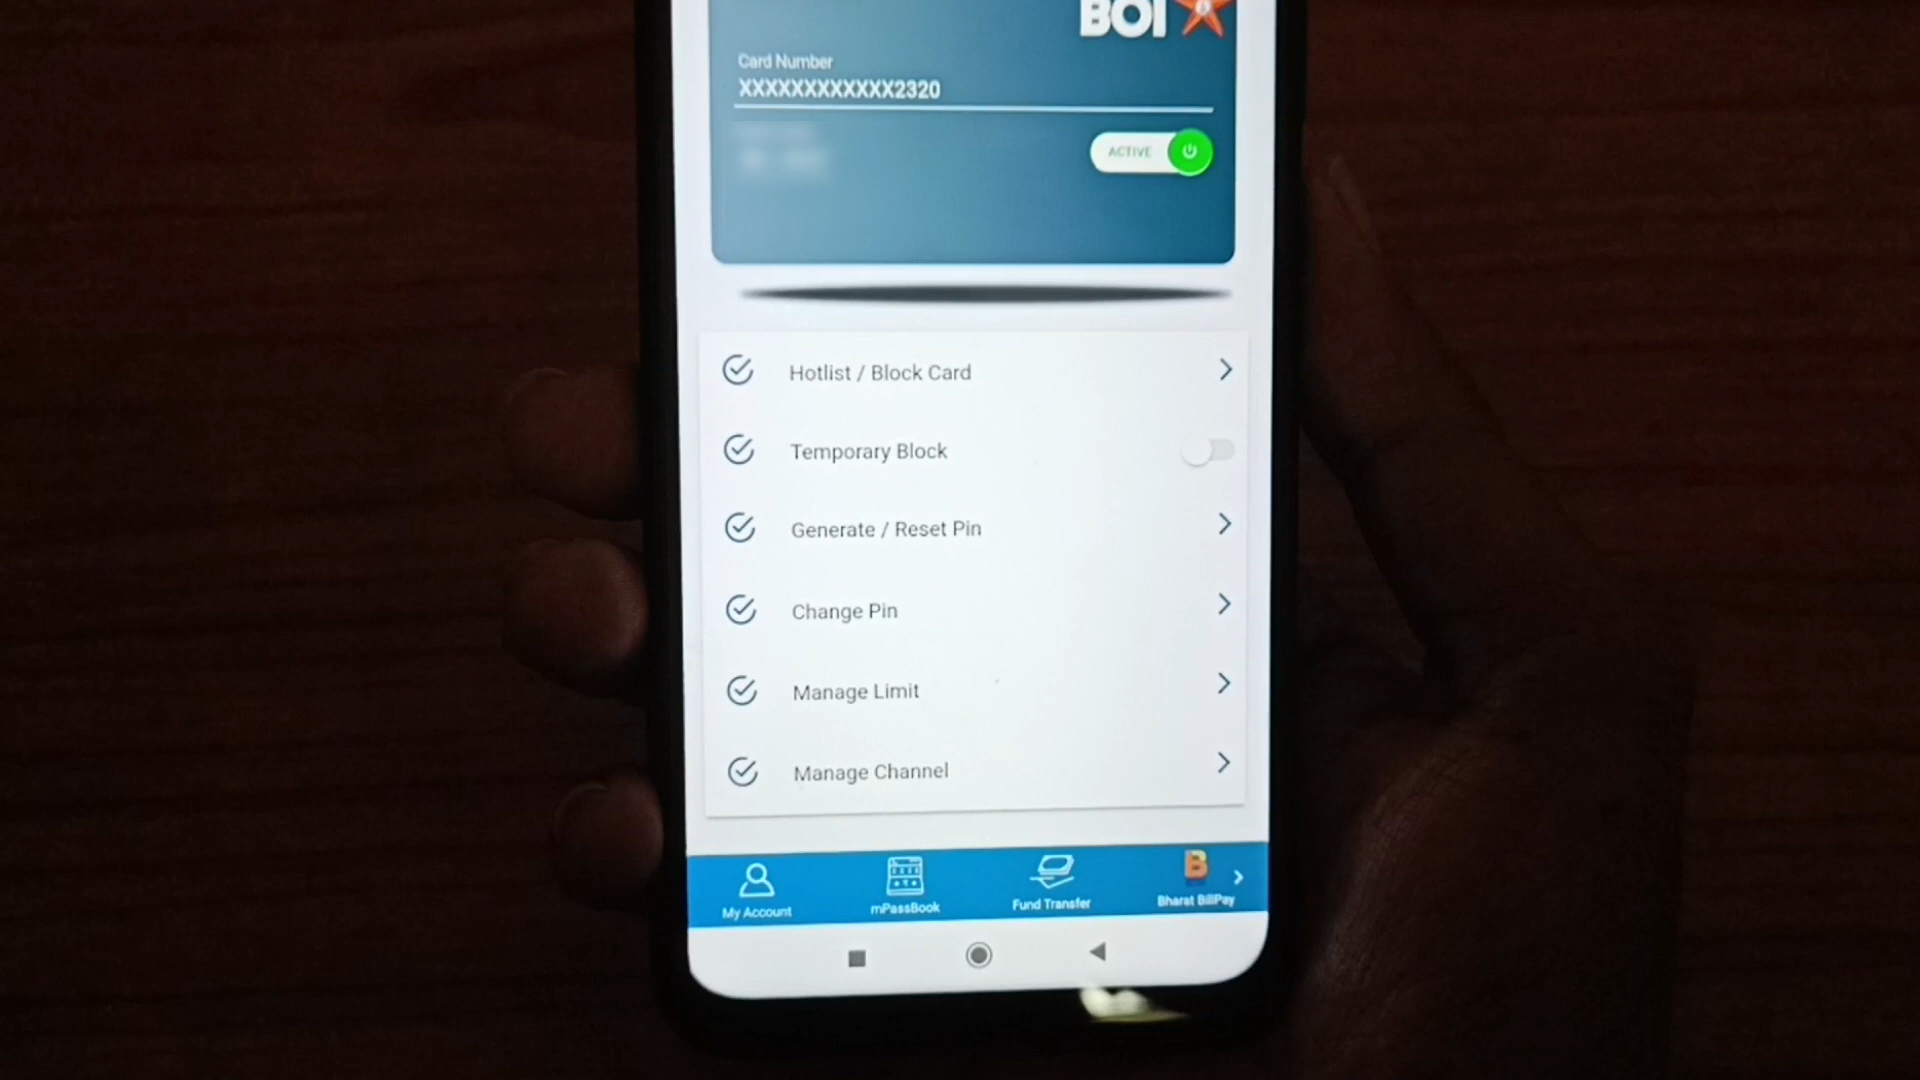 BOI
Card Number
XXXXXXXXXXXX2320
ACTIVE
Hotlist / Block Card
Temporary Block
Generate / Reset Pin
Change Pin
Manage Limit
Manage Channel
My Account
mPassBook
Fund Transfer
Bharat BillPay